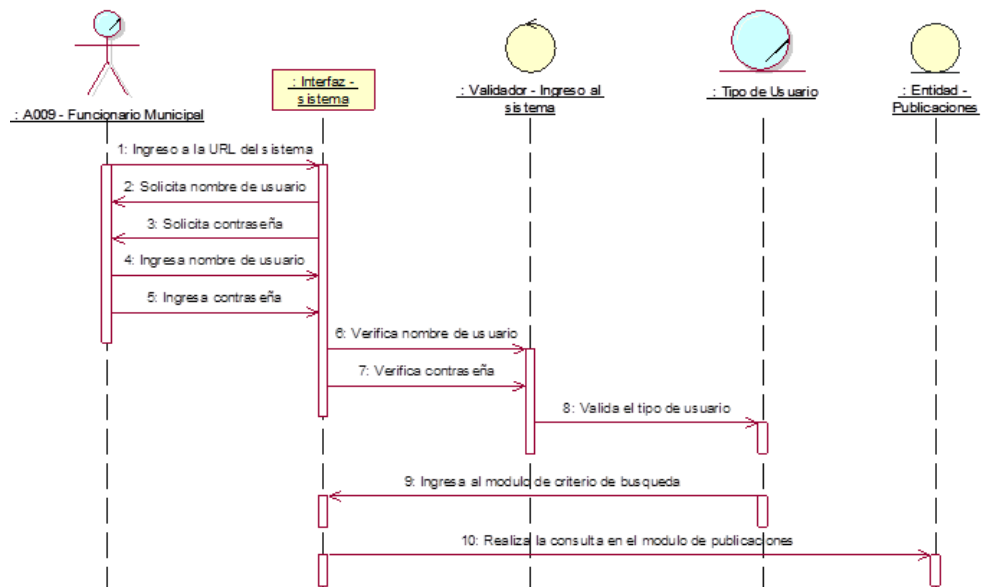 : A009 - Funcionario Municipal
: Interfaz -
sistema
: Validador - Ingreso al
sistema
: Tipo de Usuario
: Entidad -
Publicaciones
1: Ingreso a la URL del sistema
2: Solicita nombre de usuario
3: Solicita contraseña
4: Ingresa nombre de usuario
5: Ingresa contraseña
6: Verifica nombre de usuario
7: Verifica contraseña
8: Valida el tipo de usuario
9: Ingresa al modulo de criterio de busqueda
10: Realiza la consulta en el modulo de publicaciones